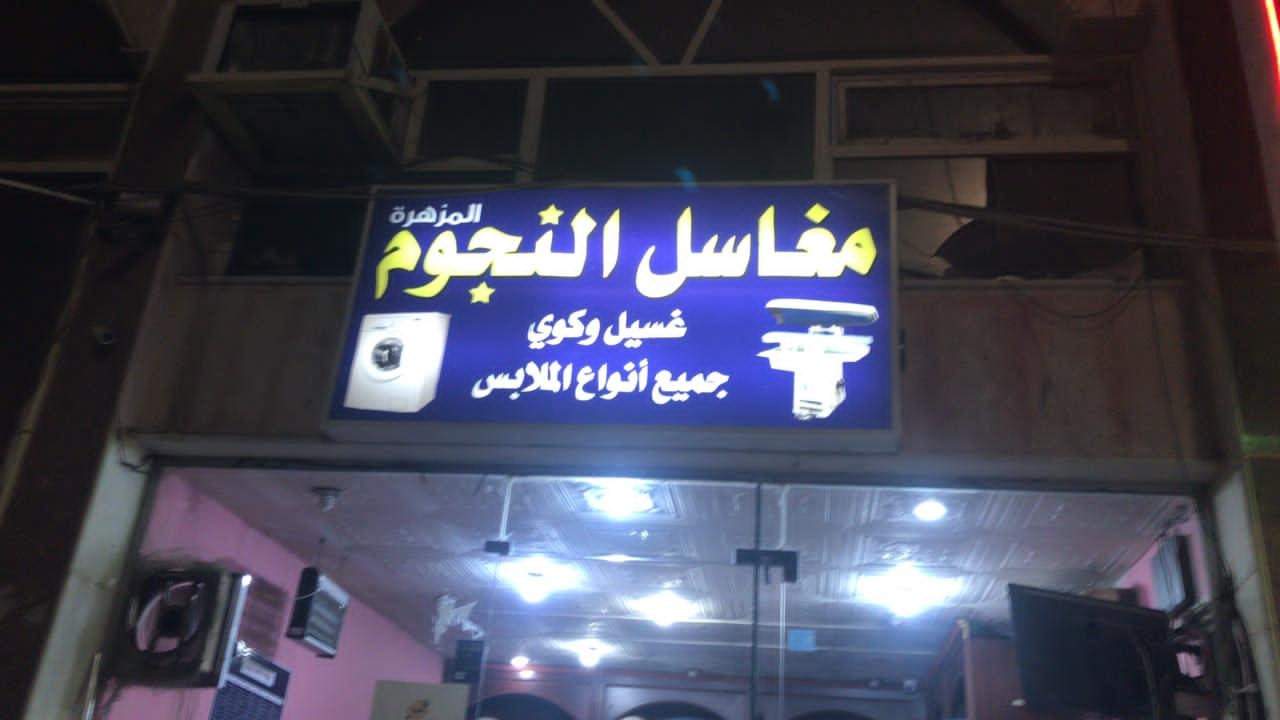 المزهرة
مغاسل النجوم
غسيل وكوي
جميع أنواع الملابس